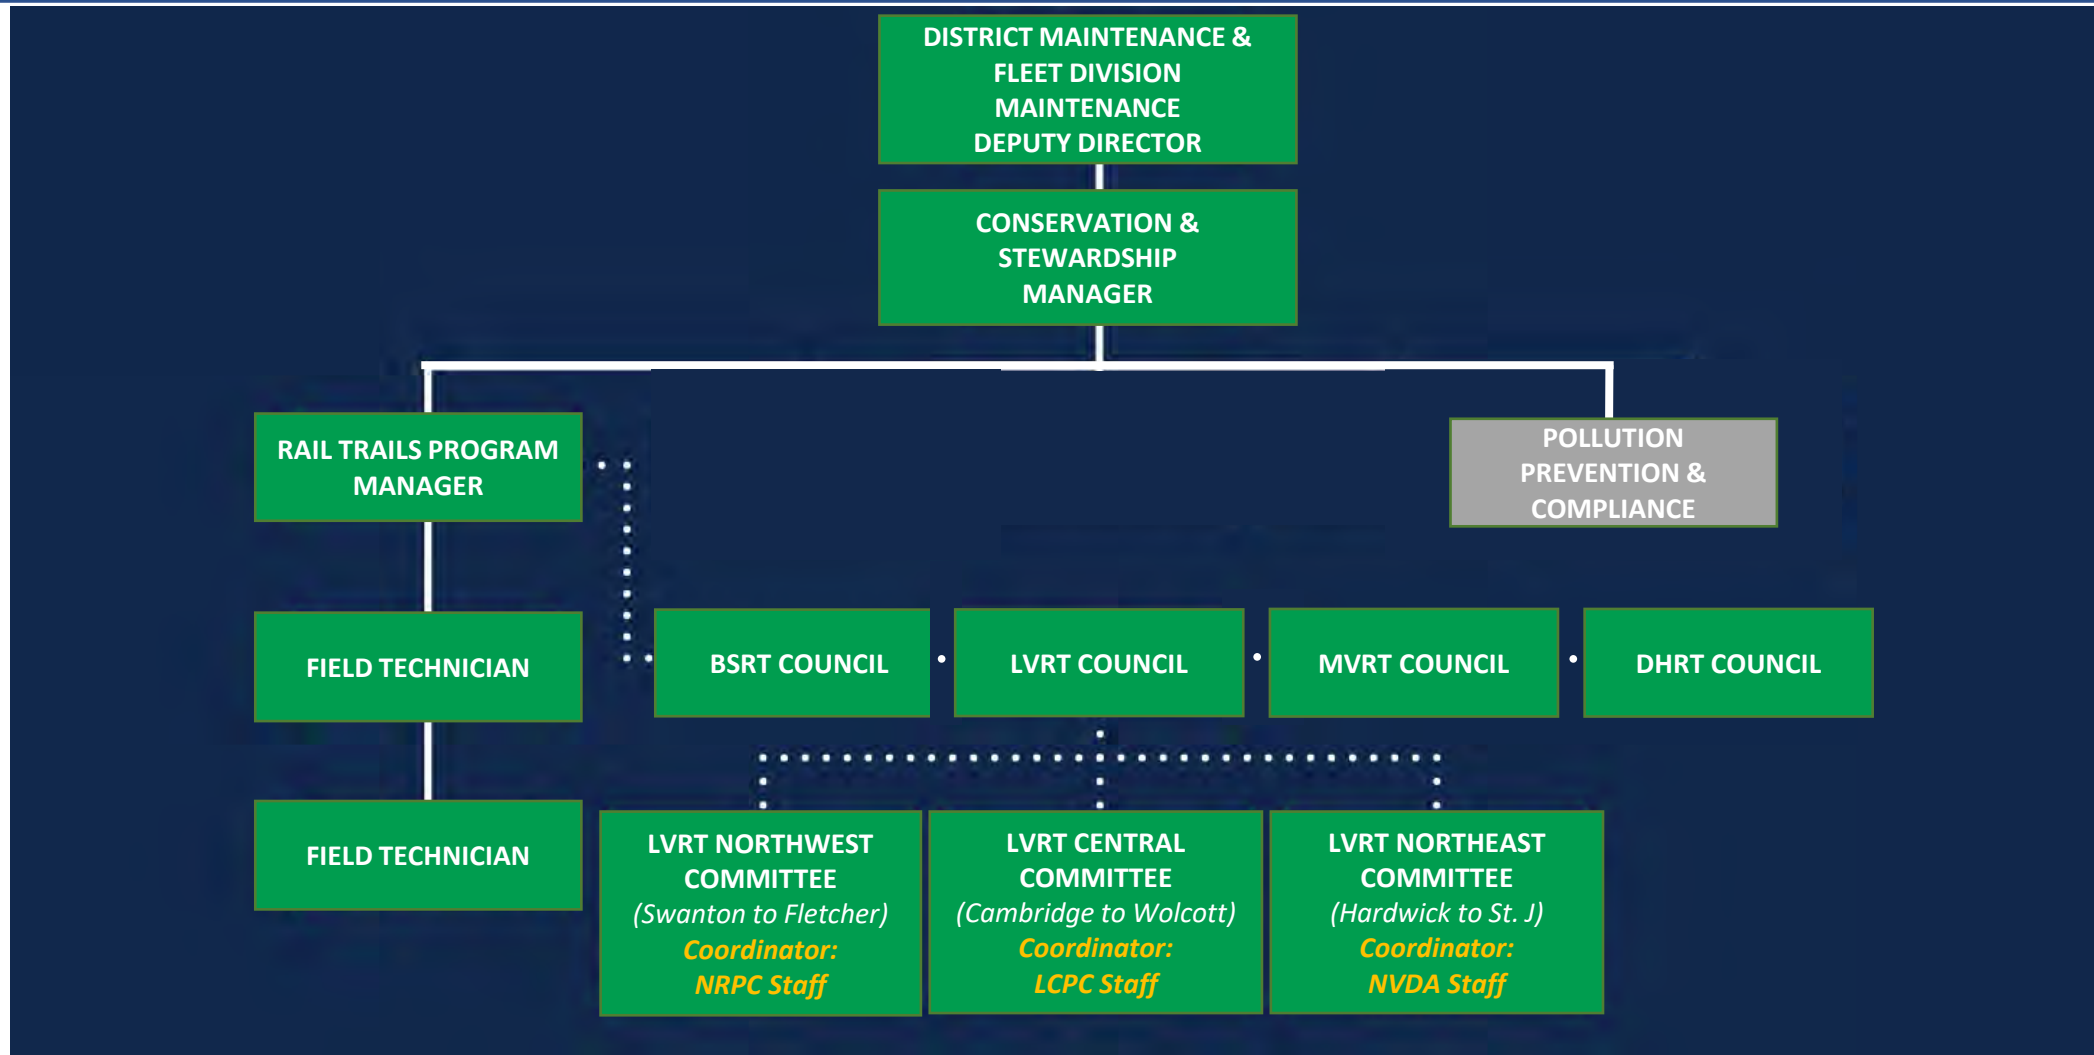 DISTRICT MAINTENANCE &
FLEET DIVISION
MAINTENANCE
DEPUTY DIRECTOR
CONSERVATION &
STEWARDSHIP
MANAGER
RAIL TRAILS PROGRAM
MANAGER
POLLUTION
PREVENTION &
COMPLIANCE
FIELD TECHNICIAN
BSRT COUNCIL
LVRT COUNCIL
MVRT COUNCIL
DHRT COUNCIL
FIELD TECHNICIAN
LVRT NORTHWEST
COMMITTEE
(Swanton to Fletcher)
Coordinator:
NRPC Staff
LVRT CENTRAL
COMMITTEE
(Cambridge to Wolcott)
Coordinator:
LCPC Staff
LVRT NORTHEAST
COMMITTEE
(Hardwick to St. J)
Coordinator:
NVDA Staff